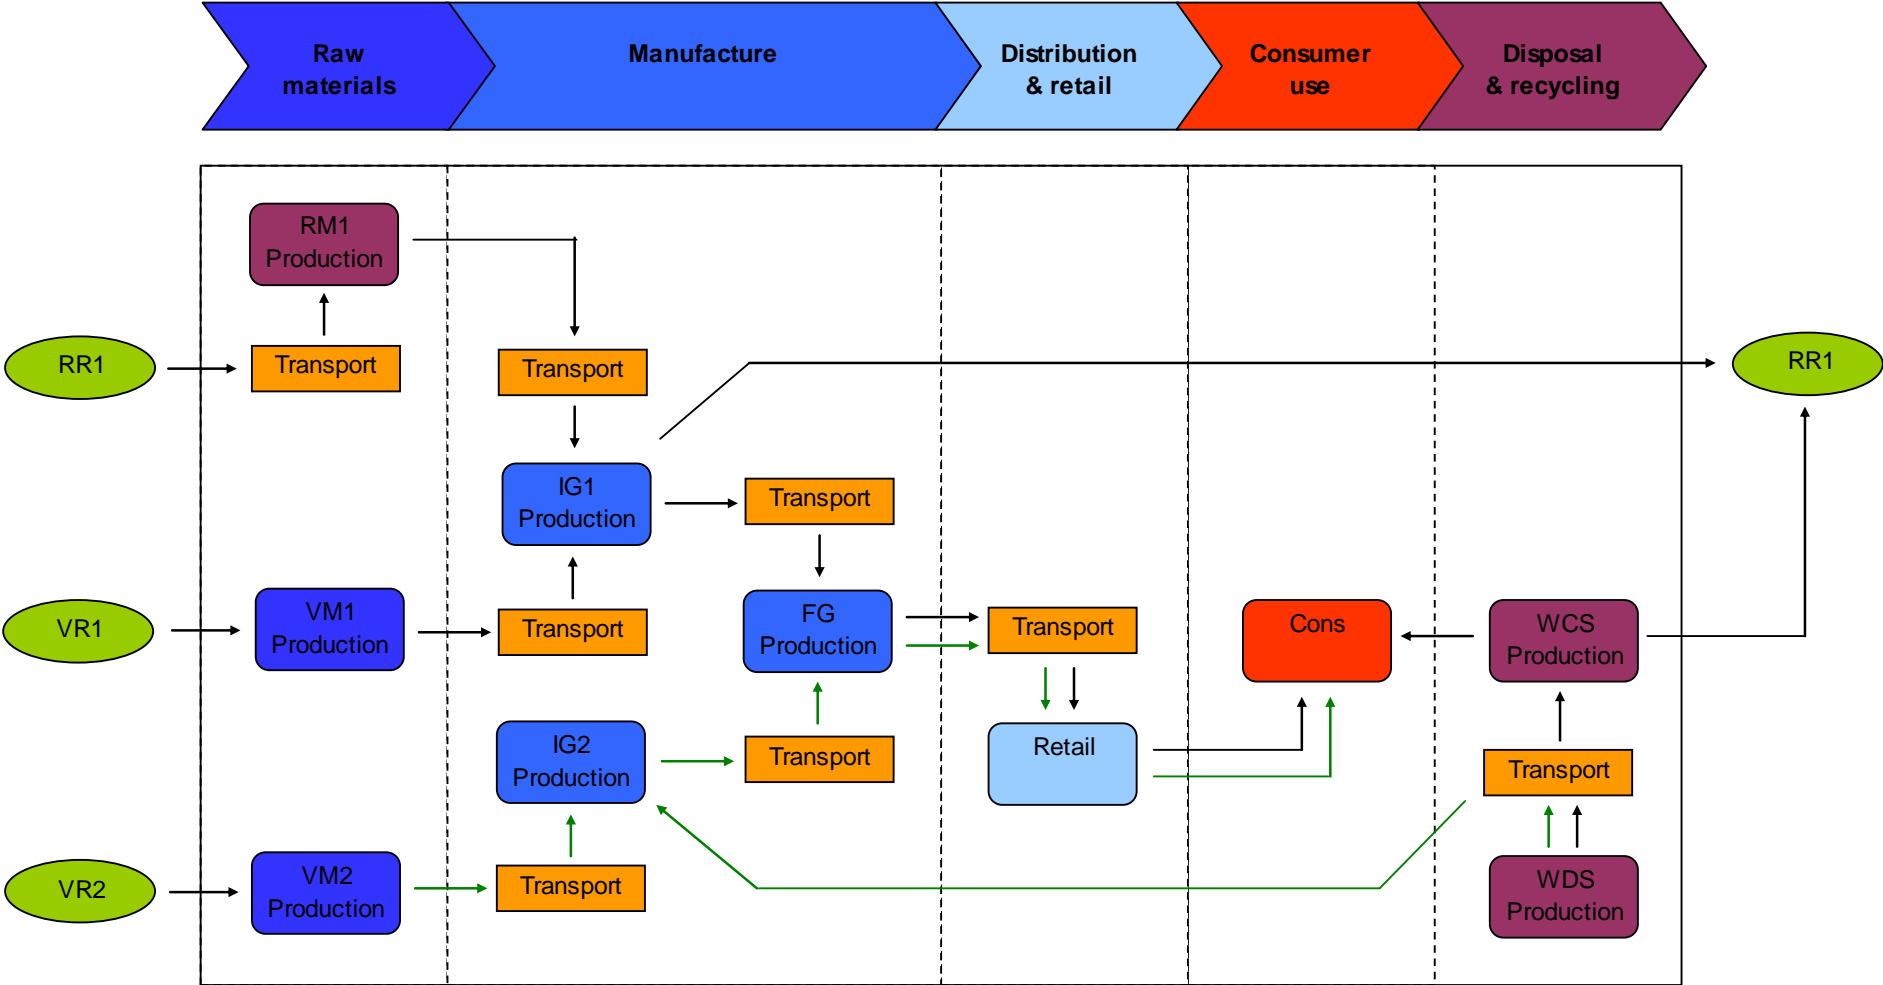 Raw
materials
Manufacture
Distribution
& retail
Consumer
use
Disposal
& recycling
RM1
Production
RR1
Transport
Transport
RR1
IG1
Production
Transport
VR1
VM1
Production
Transport
FG
Production
Transport
Cons
WCS
Production
IG2
Production
Transport
Retail
Transport
VR2
VM2
Production
Transport
WDS
Production